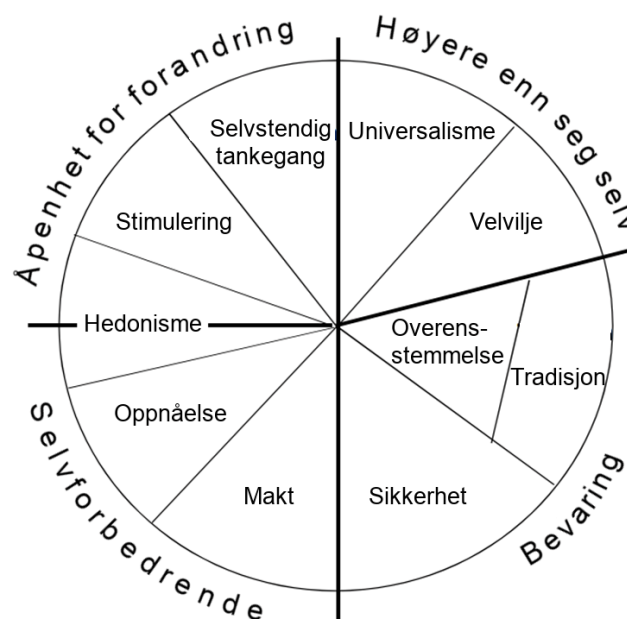 Åpenhet for forandring
Høyere enn seg selv
Selvstendig
tankegang
Universalisme
Stimulering
Velvilje
Hedonisme
Overens-
stemmelse
Tradisjon
Oppnåelse
Makt
Sikkerhet
Selvforbedrende
Bevaring